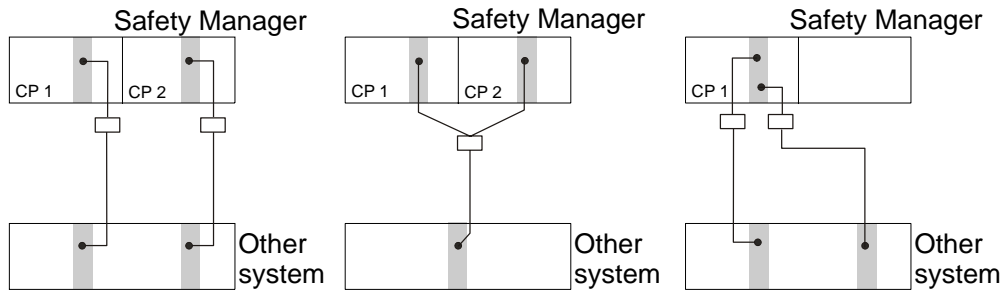 Safety Manager
CP 1
CP 2
Other
system
Safety Manager
CP 1
CP 2
Other
system
Safety Manager
CP 1
Other
system